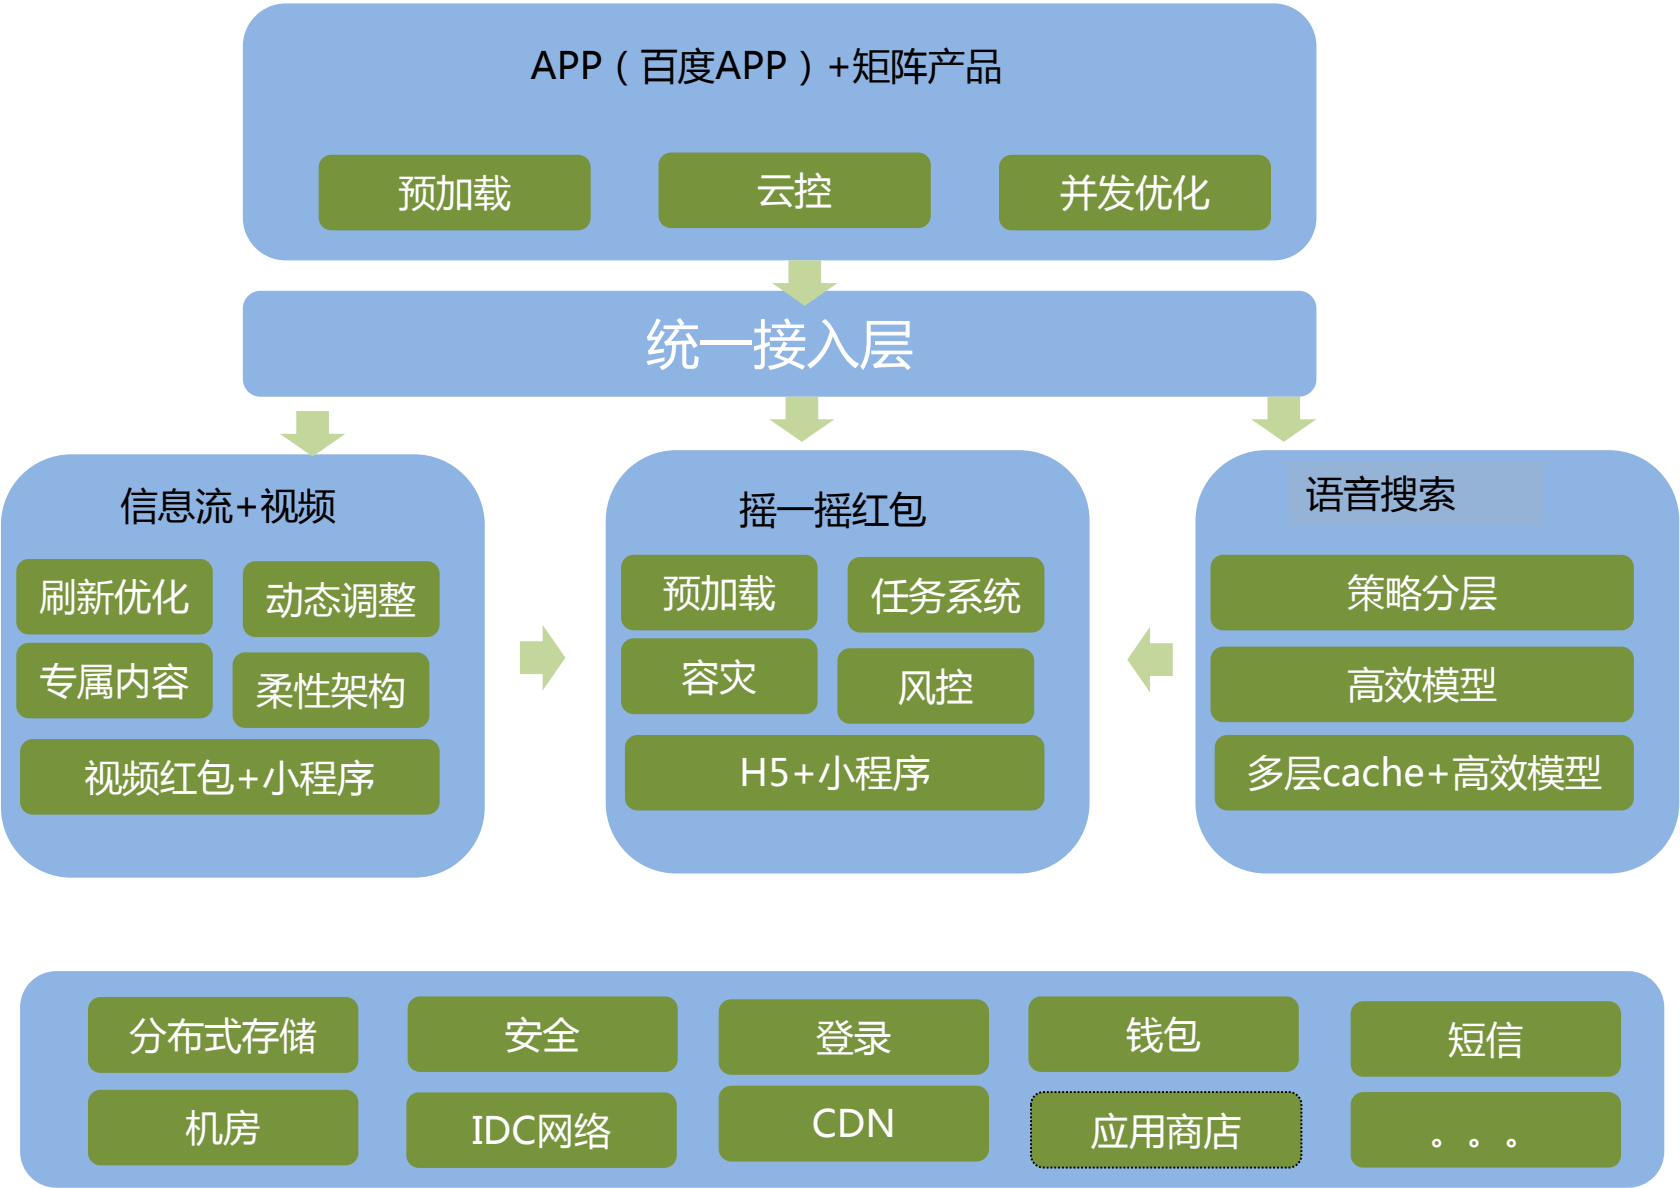 APP（百度APP）+矩阵产品
预加载
云控
并发优化
统一接入层
信息流+视频
刷新优化
动态调整
专属内容
柔性架构
视频红包+小程序
摇一摇红包
预加载
任务系统
容灾
风控
H5+小程序
语音搜索
策略分层
高效模型
多层cache+高效模型
分布式存储
安全
登录
钱包
短信
机房
IDC网络
CDN
应用商店
。。。